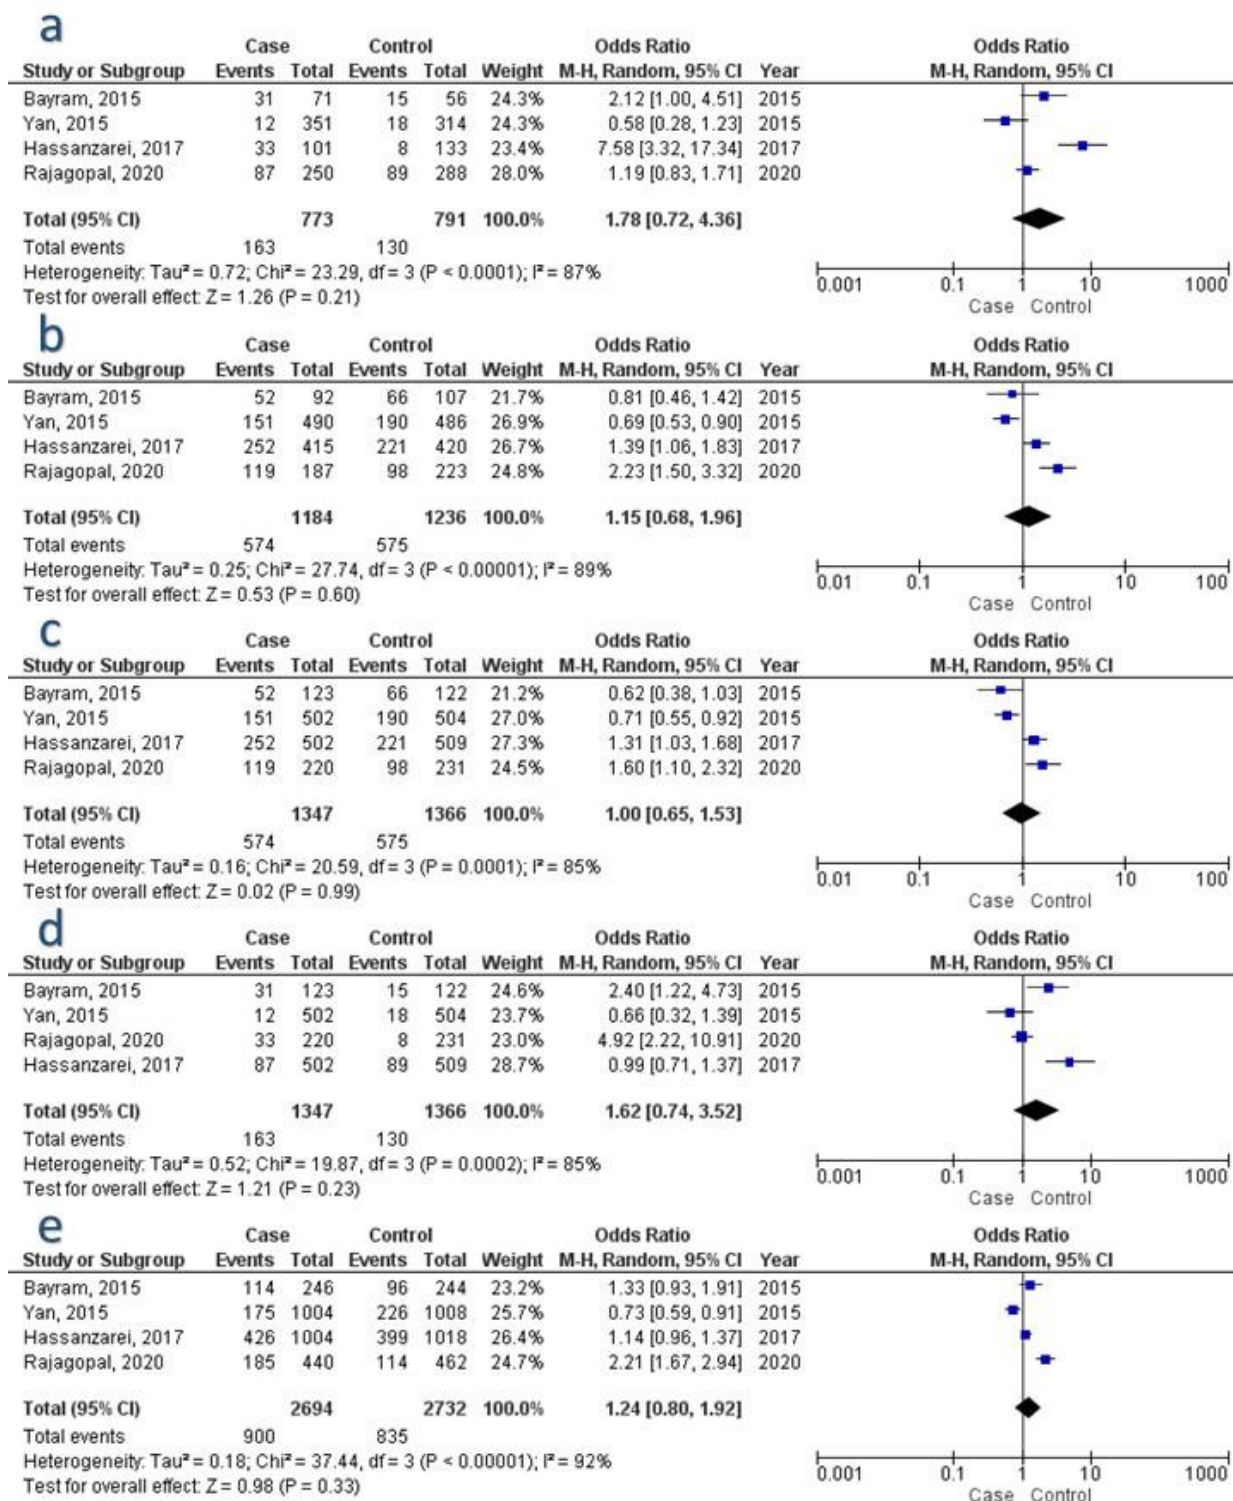 a
Case Control Odds Ratio Odds Ratio
Study or Subgroup Events Total Events Total Weight M-H, Random, 95% CI Year M-H, Random, 95% CI
Bayram, 2015 31 71 15 56 24.3% 2.12 [1.00, 4.51] 2015
Yan, 2015 12 351 18 314 24.3% 0.58 [0.28, 1.23] 2015
Hassanzarei, 2017 33 101 8 133 23.4% 7.58 [3.32, 17.34] 2017
Rajagopal, 2020 87 250 89 288 28.0% 1.19 [0.83, 1.71] 2020
Total (95% CI) 773 791 100.0% 1.78 [0.72, 4.36]
Total events 163 130
Heterogeneity: Tau² = 0.72; Chi² = 23.29, df = 3 (P < 0.0001); I² = 87%
Test for overall effect: Z = 1.26 (P = 0.21)
0.001 0.1 1 10 1000
Case Control
b
Case Control Odds Ratio Odds Ratio
Study or Subgroup Events Total Events Total Weight M-H, Random, 95% CI Year M-H, Random, 95% CI
Bayram, 2015 52 92 66 107 21.7% 0.81 [0.46, 1.42] 2015
Yan, 2015 151 490 190 486 26.9% 0.69 [0.53, 0.90] 2015
Hassanzarei, 2017 252 415 221 420 26.7% 1.39 [1.06, 1.83] 2017
Rajagopal, 2020 119 187 98 223 24.8% 2.23 [1.50, 3.32] 2020
Total (95% CI) 1184 1236 100.0% 1.15 [0.68, 1.96]
Total events 574 575
Heterogeneity: Tau² = 0.25; Chi² = 27.74, df = 3 (P < 0.00001); I² = 89%
Test for overall effect: Z = 0.53 (P = 0.60)
0.01 0.1 1 10 100
Case Control
c
Case Control Odds Ratio Odds Ratio
Study or Subgroup Events Total Events Total Weight M-H, Random, 95% CI Year M-H, Random, 95% CI
Bayram, 2015 52 123 66 122 21.2% 0.62 [0.38, 1.03] 2015
Yan, 2015 151 502 190 504 27.0% 0.71 [0.55, 0.92] 2015
Hassanzarei, 2017 252 502 221 509 27.3% 1.31 [1.03, 1.68] 2017
Rajagopal, 2020 119 220 98 231 24.5% 1.60 [1.10, 2.32] 2020
Total (95% CI) 1347 1366 100.0% 1.00 [0.65, 1.53]
Total events 574 575
Heterogeneity: Tau² = 0.16; Chi² = 20.59, df = 3 (P = 0.0001); I² = 85%
Test for overall effect: Z = 0.02 (P = 0.99)
0.01 0.1 1 10 100
Case Control
d
Case Control Odds Ratio Odds Ratio
Study or Subgroup Events Total Events Total Weight M-H, Random, 95% CI Year M-H, Random, 95% CI
Bayram, 2015 31 123 15 122 24.6% 2.40 [1.22, 4.73] 2015
Yan, 2015 12 502 18 504 23.7% 0.66 [0.32, 1.39] 2015
Rajagopal, 2020 33 220 8 231 23.0% 4.92 [2.22, 10.91] 2020
Hassanzarei, 2017 87 502 89 509 28.7% 0.99 [0.71, 1.37] 2017
Total (95% CI) 1347 1366 100.0% 1.62 [0.74, 3.52]
Total events 163 130
Heterogeneity: Tau² = 0.52; Chi² = 19.87, df = 3 (P = 0.0002); I² = 85%
Test for overall effect: Z = 1.21 (P = 0.23)
0.001 0.1 1 10 1000
Case Control
e
Case Control Odds Ratio Odds Ratio
Study or Subgroup Events Total Events Total Weight M-H, Random, 95% CI Year M-H, Random, 95% CI
Bayram, 2015 114 246 96 244 23.2% 1.33 [0.93, 1.91] 2015
Yan, 2015 175 1004 226 1008 25.7% 0.73 [0.59, 0.91] 2015
Hassanzarei, 2017 426 1004 399 1018 26.4% 1.14 [0.96, 1.37] 2017
Rajagopal, 2020 185 440 114 462 24.7% 2.21 [1.67, 2.94] 2020
Total (95% CI) 2694 2732 100.0% 1.24 [0.80, 1.92]
Total events 900 835
Heterogeneity: Tau² = 0.18; Chi² = 37.44, df = 3 (P < 0.00001); I² = 92%
Test for overall effect: Z = 0.98 (P = 0.33)
0.001 0.1 1 10 1000
Case Control